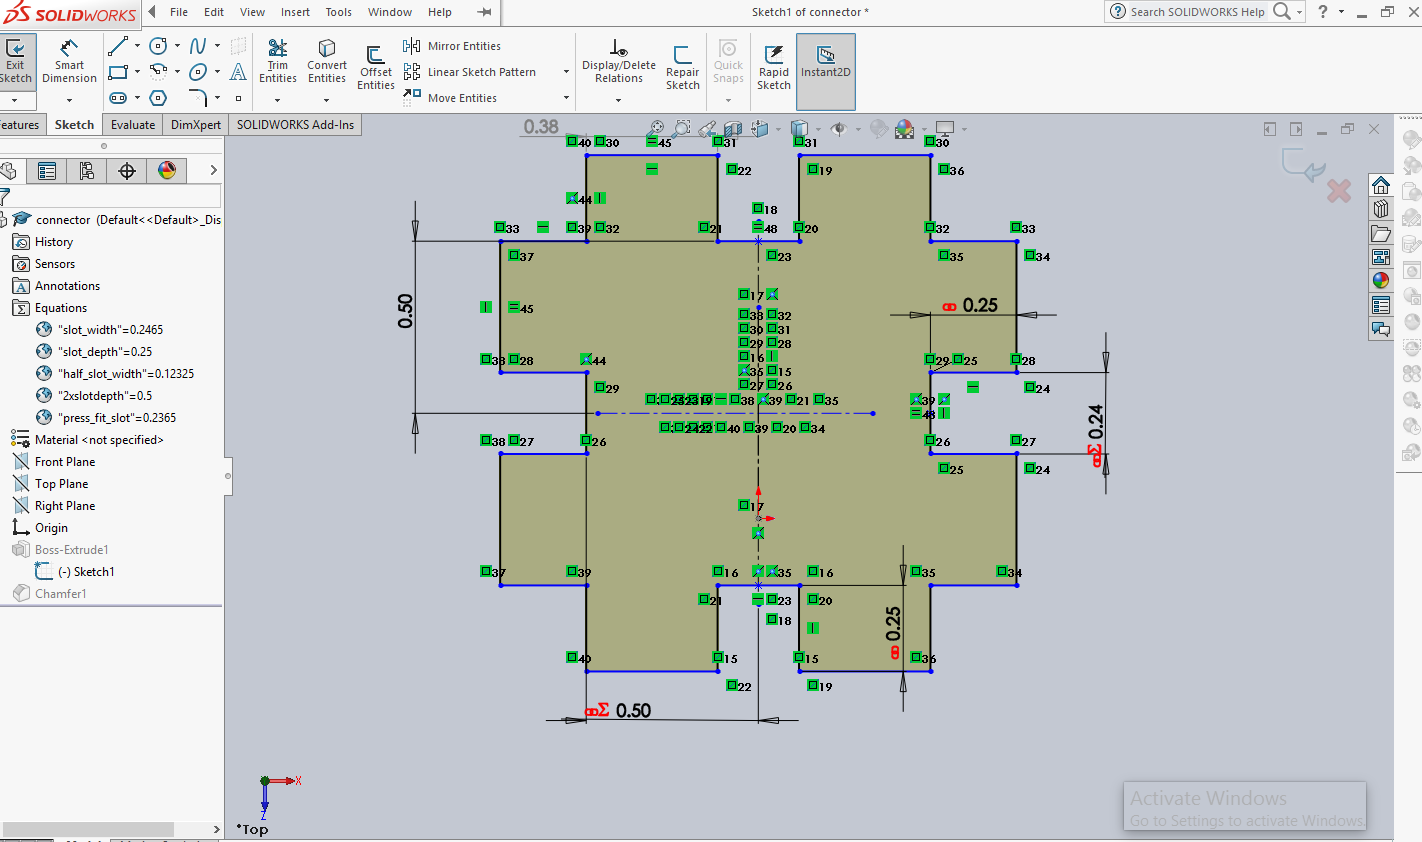 SOLIDWORKS File Edit View Insert Tools Window Help Sketch1 of connector * Search SOLIDWORKS Help ?
Exit Sketch
Smart Dimension
Trim Entities
Convert Entities
Offset Entities
Mirror Entities
Linear Sketch Pattern
Move Entities
Display/Delete Relations
Repair Sketch
Quick Snaps
Rapid Sketch
Instant2D
eatures Sketch Evaluate DimXpert SOLIDWORKS Add-Ins
connector (Default<<Default>_Dis
History
Sensors
Annotations
Equations
"slot_width"=0.2465
"slot_depth"=0.25
"half_slot_width"=0.12325
"2xslotdepth"=0.5
"press_fit_slot"=0.2365
Material <not specified>
Front Plane
Top Plane
Right Plane
Origin
Boss-Extrude1
(-) Sketch1
Chamfer1
0.38
40 30 45 31 31 30
22 19 36
44
18
33 39 32 21 48 20 32 33
37 23 35 34
17
45
0.50
0.25
33 32
30 31
29 28
16
38 28 44 29 25 28
36 15
27 26
29 24
38 39 21 35 39
48
24 22 40 39 20 34
0.24
Σ
38 27 26 26 27
25 24
17
37 39 16 35 16 35 34
21 23 20
18
0.25
40 15 15 36
22 19
Σ 0.50
X
Z
*Top
Activate Windows
Go to Settings to activate Windows.